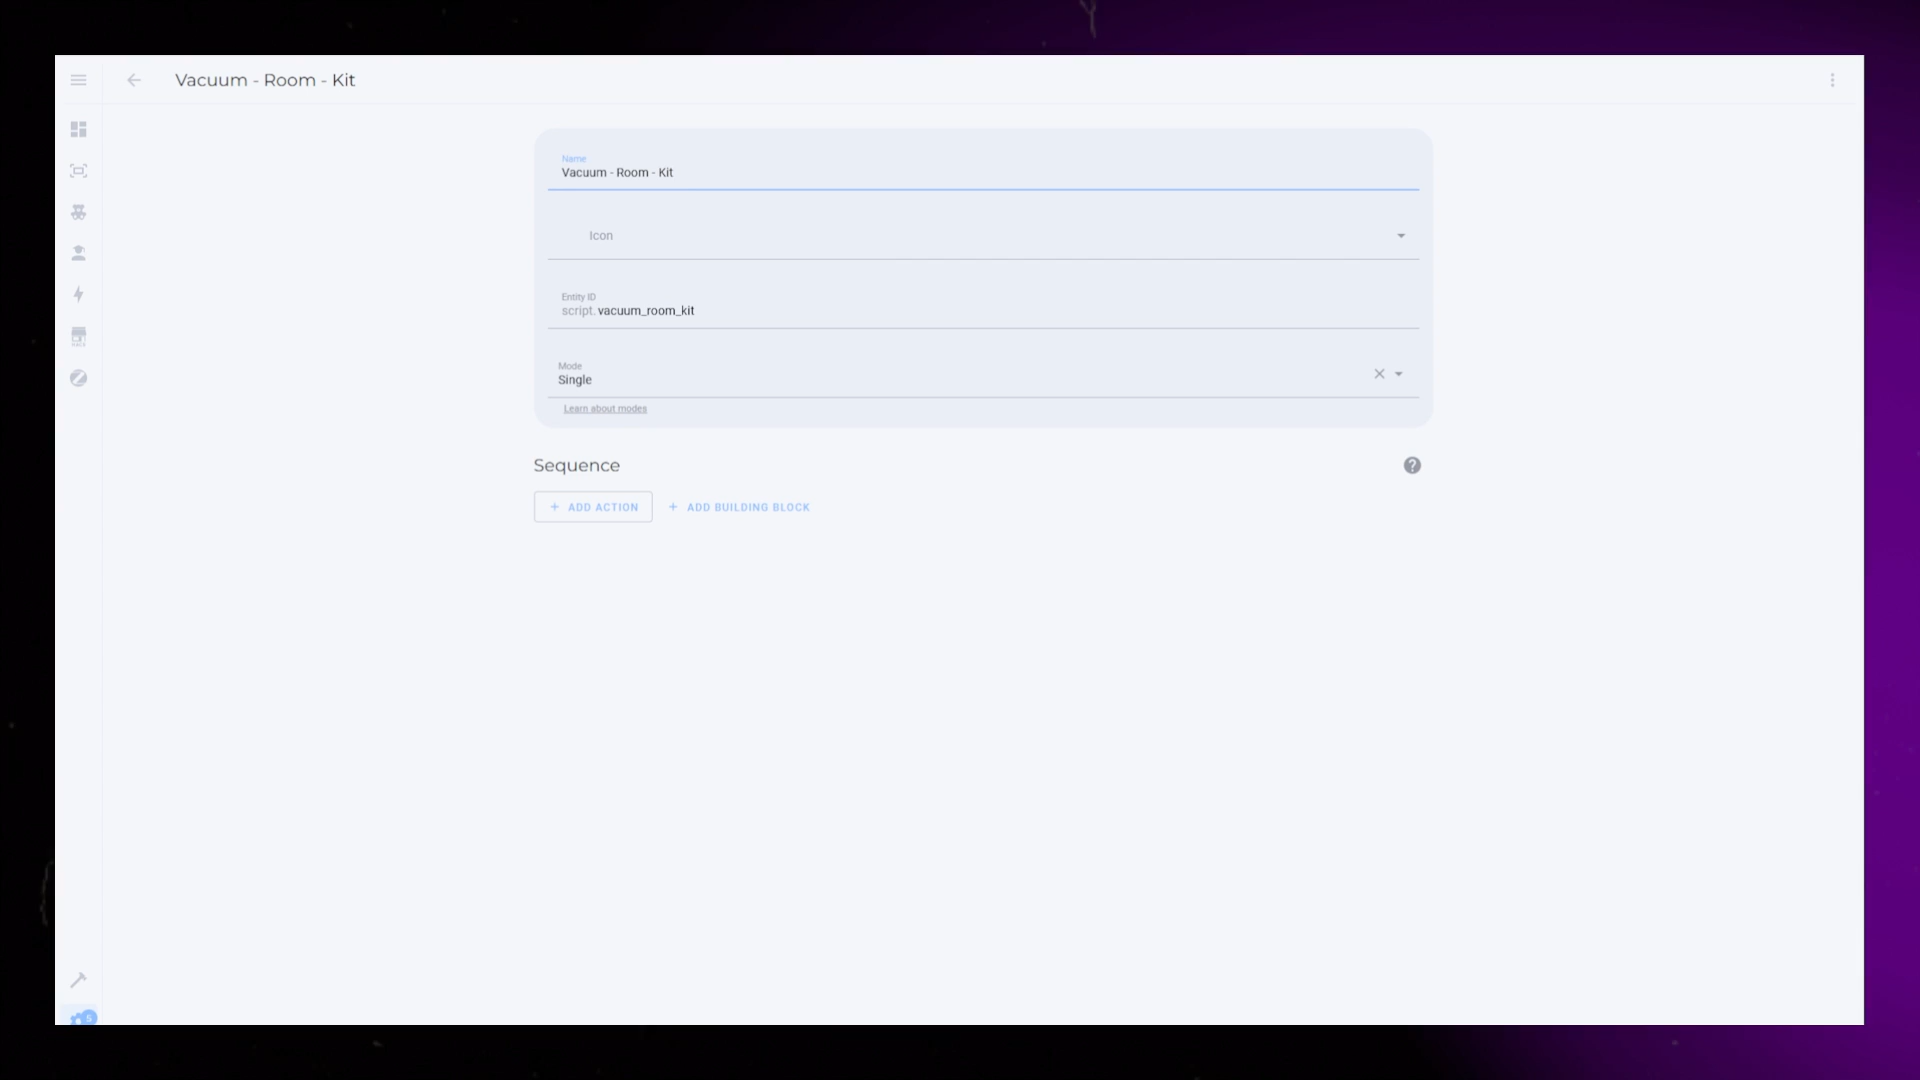 Vacuum - Room - Kit
Name
Vacuum - Room - Kit
Icon
Entity ID
script. vacuum_room_kit
Mode
Single
Learn about modes
Sequence
+ ADD ACTION + ADD BUILDING BLOCK
5